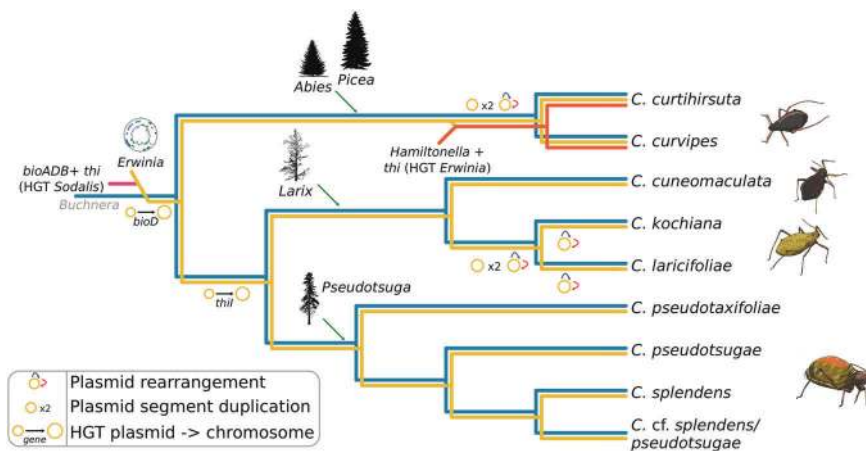 Abies
Picea
x2
C. curtihirsuta
C. curvipes
Erwinia
bioADB+ thi
(HGT Sodalis)
Buchnera
bioD
Hamiltonella +
thi (HGT Erwinia)
Larix
C. cuneomaculata
C. kochiana
x2
C. laricifoliae
thiI
Pseudotsuga
C. pseudotaxifoliae
C. pseudotsugae
C. splendens
C. cf. splendens/
pseudotsugae
Plasmid rearrangement
x2 Plasmid segment duplication
gene HGT plasmid -> chromosome